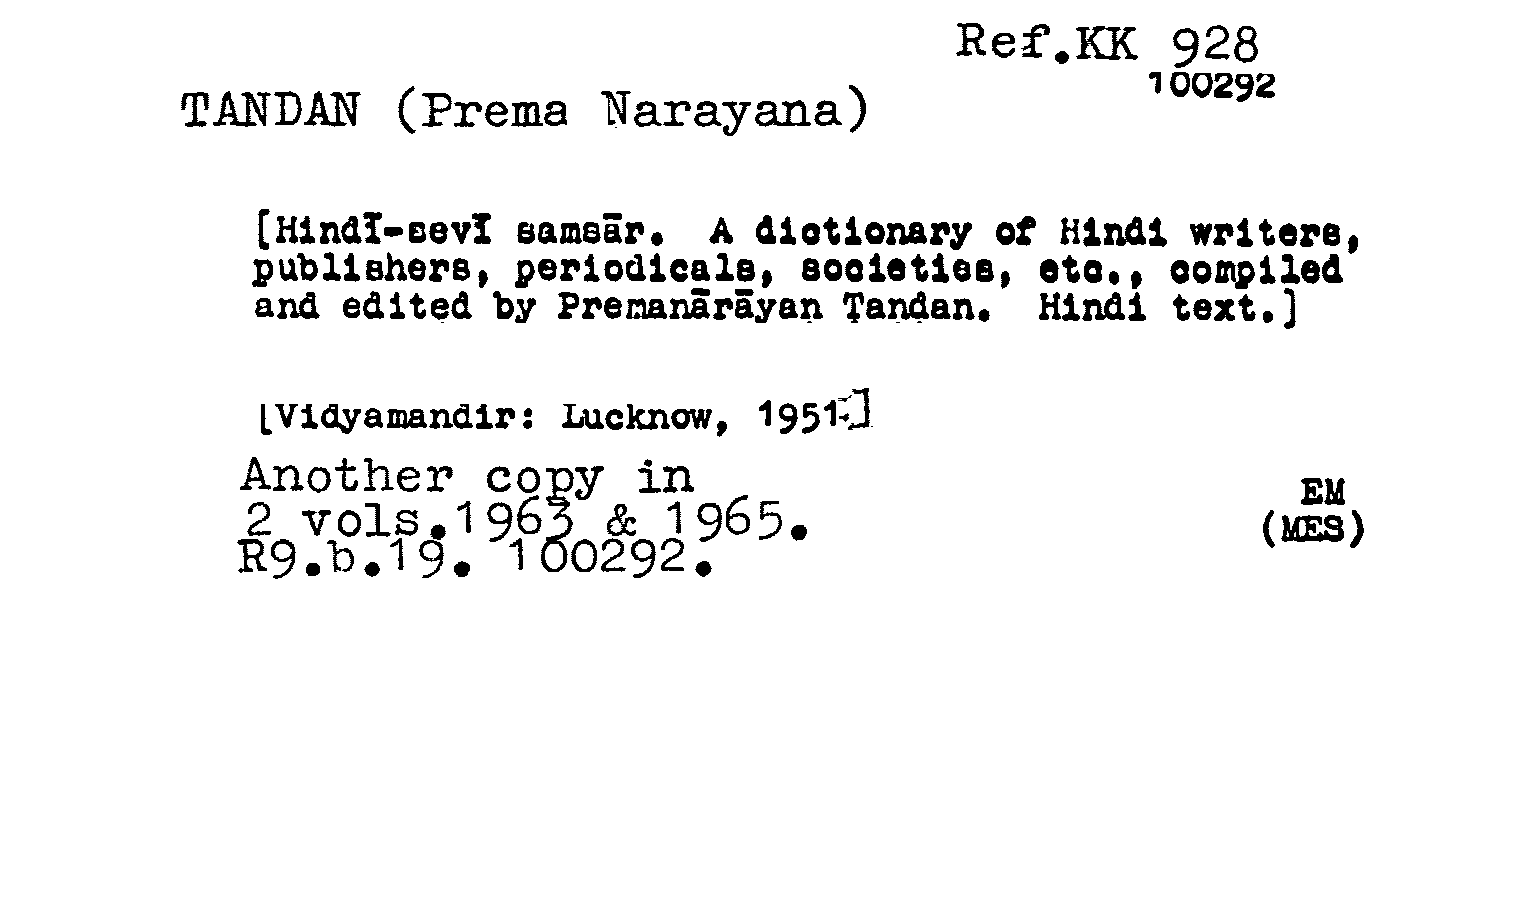 Ref.KK 928
100292
TANDAN (Prema Narayana)
[Hindī-sevī samsār. A dictionary of Hindi writers,
publishers, periodicals, societies, etc., compiled
and edited by Premanārāyaṇ Ṭanḍan. Hindi text.]
[Vidyamandir: Lucknow, 1951.]
Another copy in
2 vols.1963 & 1965.
R9.b.19. 100292.
EM
(MES)